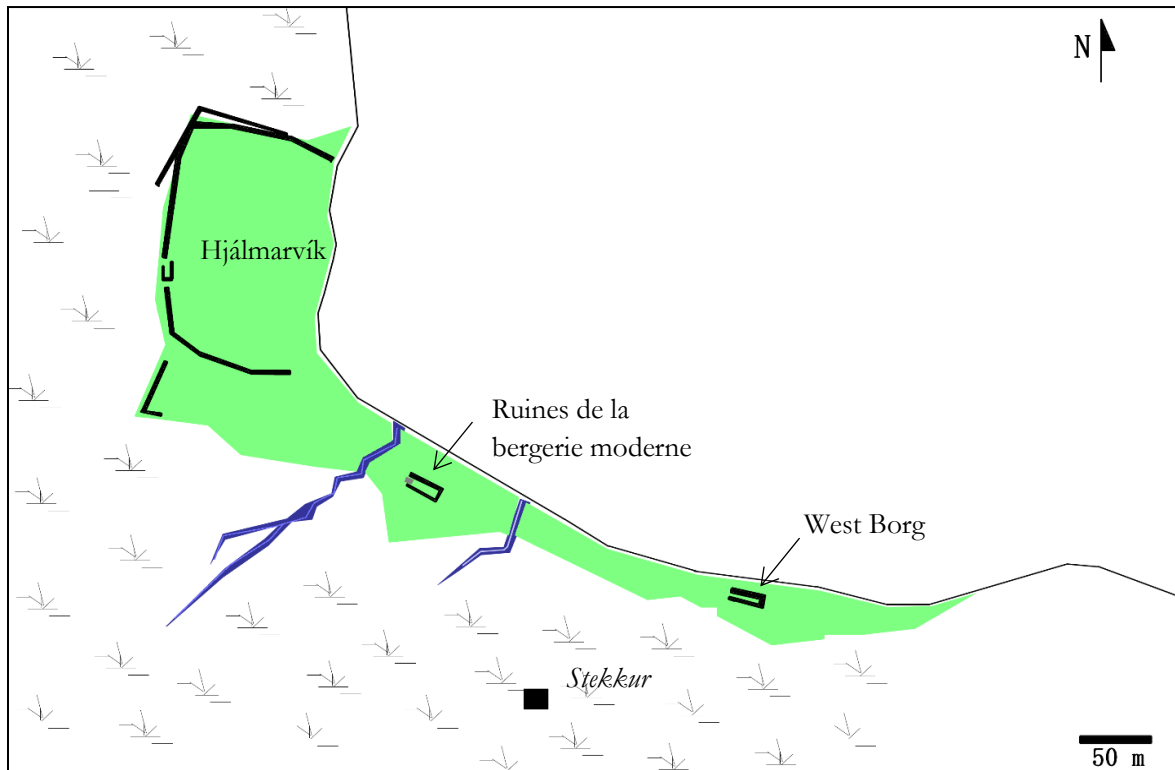 N
Hjálmarvík
Ruines de la
bergerie moderne
West Borg
Stekkur
50 m